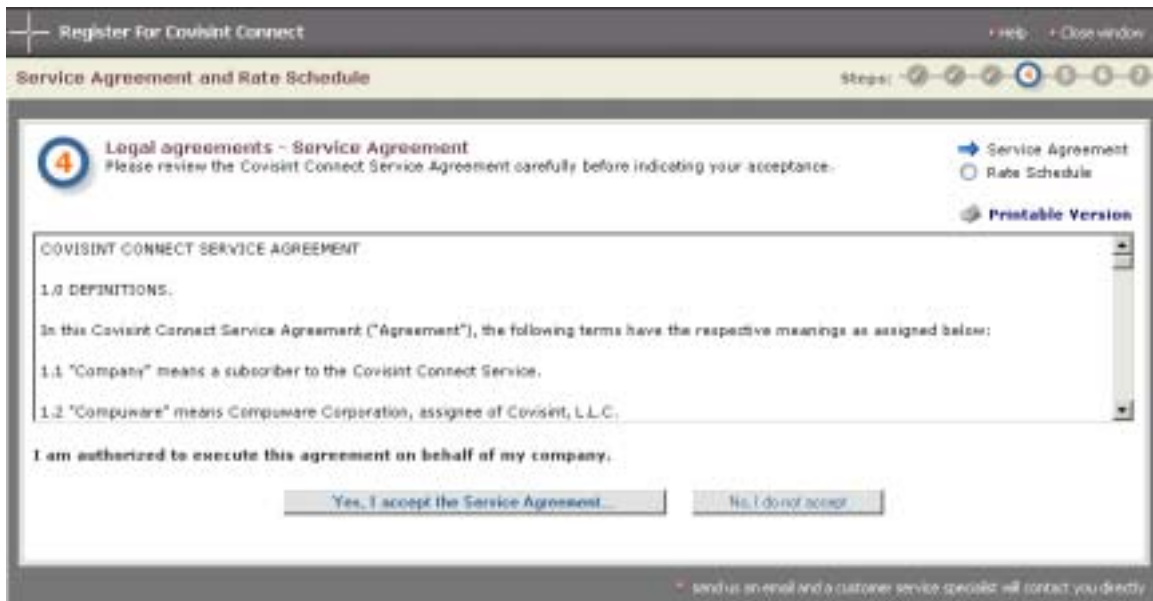 Register For Covisint Connect
Help
Close window
Service Agreement and Rate Schedule
Steps:
4
4
Legal agreements - Service Agreement
Please review the Covisint Connect Service Agreement carefully before indicating your acceptance.
Service Agreement
Rate Schedule
Printable Version
COVISINT CONNECT SERVICE AGREEMENT
1.0 DEFINITIONS.
In this Covisint Connect Service Agreement ("Agreement"), the following terms have the respective meanings as assigned below:
1.1 "Company" means a subscriber to the Covisint Connect Service.
1.2 "Compuware" means Compuware Corporation, assignee of Covisint, L.L.C.
I am authorized to execute this agreement on behalf of my company.
Yes, I accept the Service Agreement...
No, I do not accept
* send us an email and a customer service specialist will contact you directly